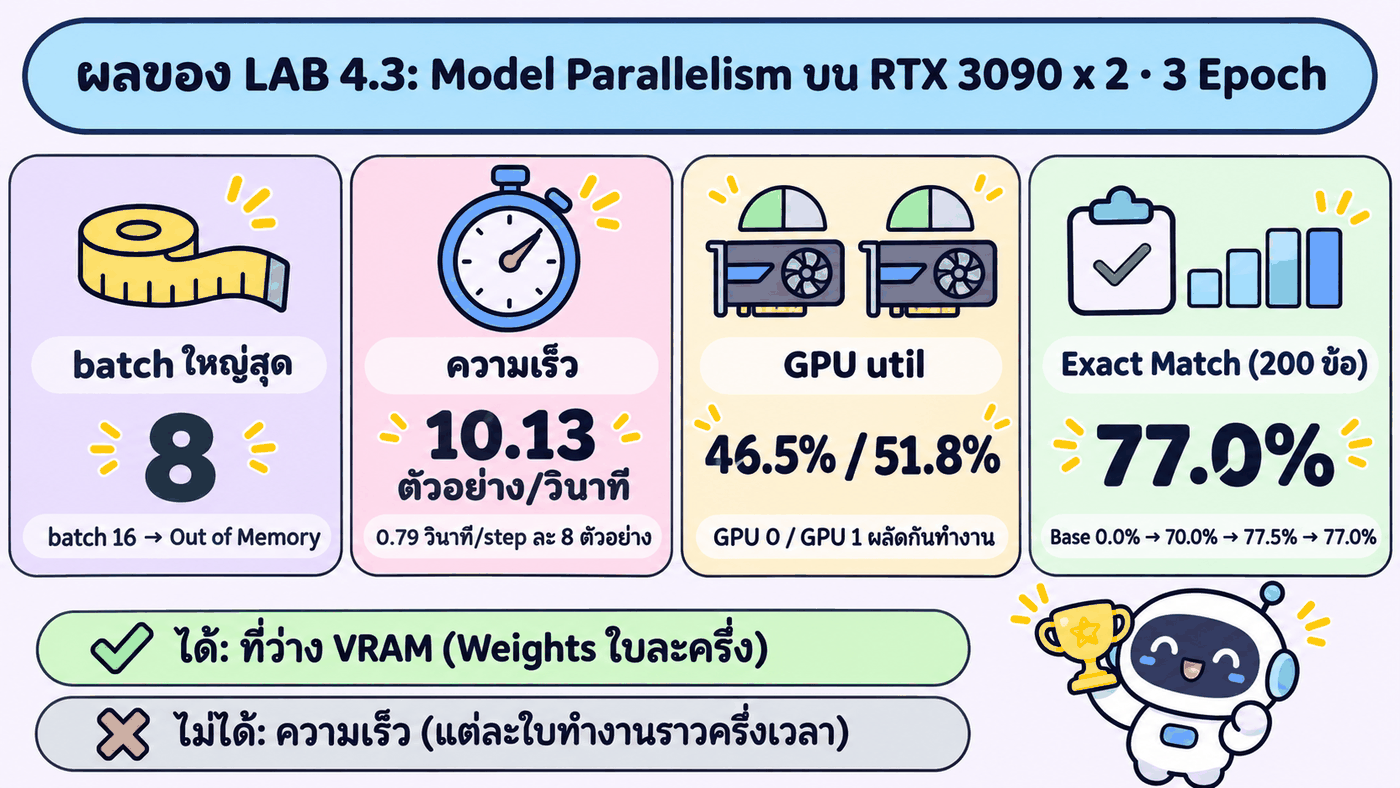 ผลของ LAB 4.3: Model Parallelism บน RTX 3090 x 2 · 3 Epoch
batch ใหญ่สุด
8
batch 16 → Out of Memory
ความเร็ว
10.13
ตัวอย่าง/วินาที
0.79 วินาที/step ละ 8 ตัวอย่าง
GPU util
46.5% / 51.8%
GPU 0 / GPU 1 ผลัดกันทำงาน
Exact Match (200 ข้อ)
77.0%
Base 0.0% → 70.0% → 77.5% → 77.0%
ได้: ที่ว่าง VRAM (Weights ใบละครึ่ง)
ไม่ได้: ความเร็ว (แต่ละใบทำงานราวครึ่งเวลา)